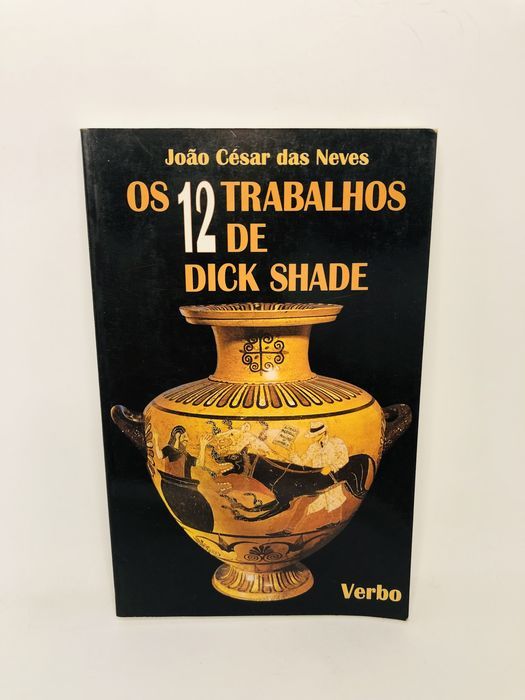 João César das Neves
OS 12 TRABALHOS
DE
DICK SHADE
Verbo